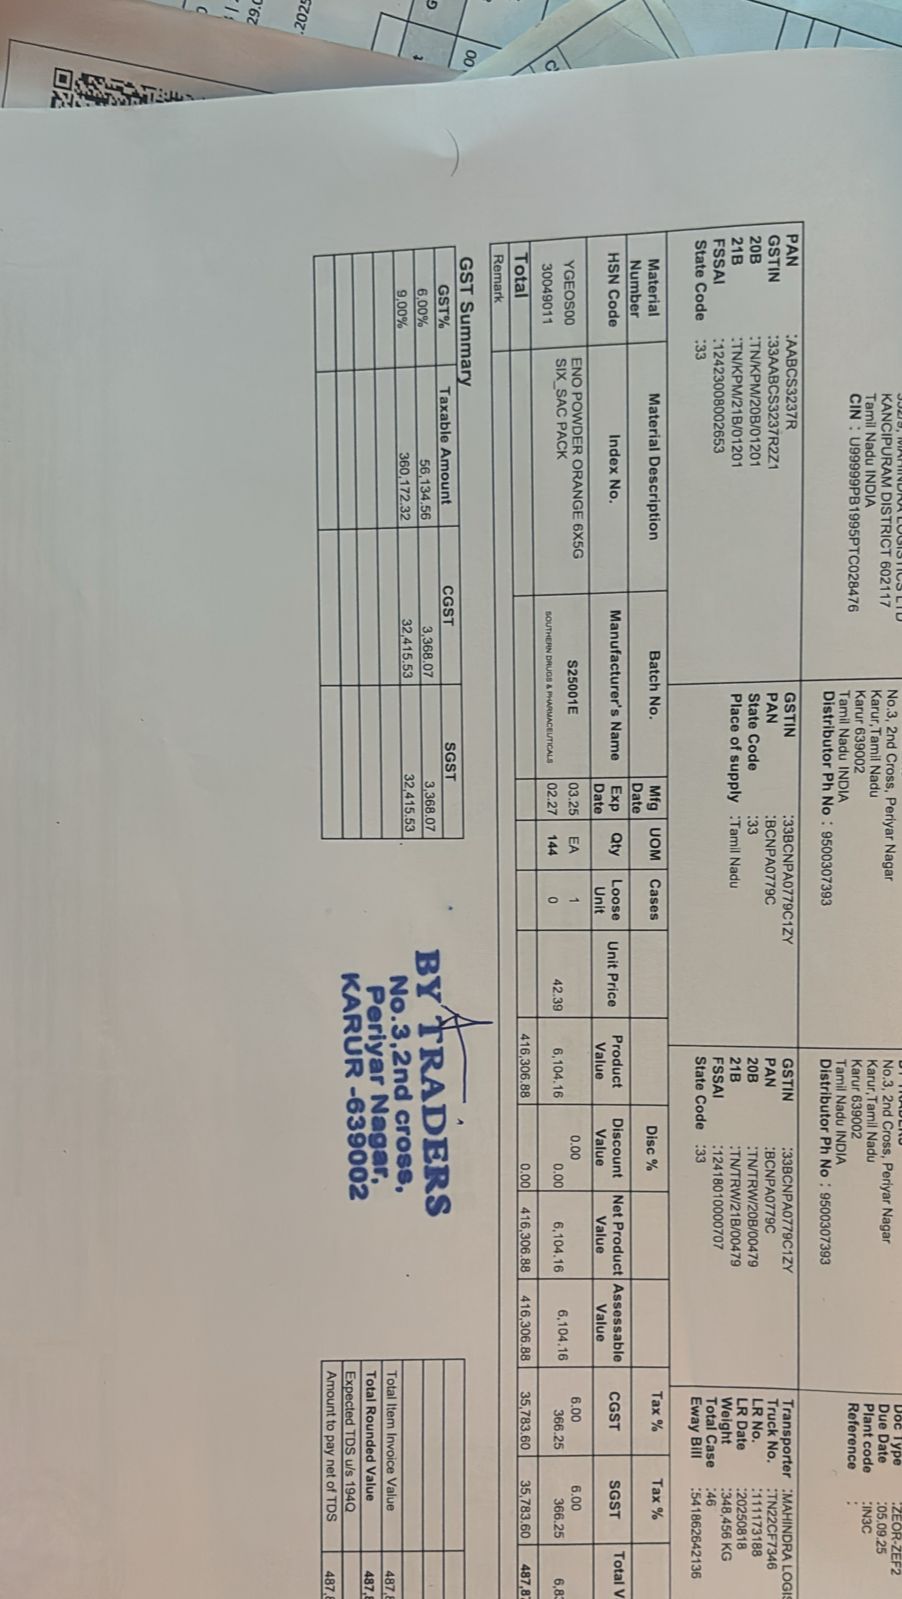 KANCIPURAM DISTRICT 602117
Tamil Nadu INDIA
CIN : U99999PB1995PTC028476
No.3, 2nd Cross, Periyar Nagar
Karur,Tamil Nadu
Karur 639002
Tamil Nadu INDIA
Distributor Ph No : 9500307393
No.3, 2nd Cross, Periyar Nagar
Karur,Tamil Nadu
Karur 639002
Tamil Nadu INDIA
Distributor Ph No : 9500307393
Doc Type :ZEOR-ZEF2
Due Date :05.09.25
Plant code :IN3C
Reference :
PAN :AABCS3237R
GSTIN :33AABCS3237R2Z1
20B :TN/KPM/20B/01201
21B :TN/KPM/21B/01201
FSSAI :12423008002653
State Code :33
GSTIN :33BCNPA0779C1ZY
PAN :BCNPA0779C
State Code :33
Place of supply :Tamil Nadu
GSTIN :33BCNPA0779C1ZY
PAN :BCNPA0779C
20B :TN/TRW/20B/00479
21B :TN/TRW/21B/00479
FSSAI :12418010000707
State Code :33
Transporter :MAHINDRA LOGIS
Truck No. :TN22CF7346
LR No. :111173188
LR Date :20250818
Weight :348.456 KG
Total Case :46
Eway Bill :541862642136
Material Number Material Description Batch No. Mfg Date UOM Cases Disc % Tax % Tax %
HSN Code Index No. Manufacturer's Name Exp Date Qty Loose Unit Unit Price Product Value Discount Value Net Product Value Assessable Value CGST SGST Total V
YGEOS00 ENO POWDER ORANGE 6X5G S25001E 03.25 EA 1 0.00 6.00 6.00
30049011 SIX_SAC PACK SOUTHERN DRUGS & PHARMACEUTICALS 02.27 144 0 42.39 6,104.16 0.00 6,104.16 6,104.16 366.25 366.25
Total 416,306.88 0.00 416,306.88 416,306.88 35,783.60 35,783.60
Remark
GST Summary
GST% Taxable Amount CGST SGST
6.00% 56,134.56 3,368.07 3,368.07
9.00% 360,172.32 32,415.53 32,415.53
BY TRADERS
No.3,2nd cross,
Periyar Nagar,
KARUR -639002
Total Item Invoice Value
Total Rounded Value
Expected TDS u/s 194Q
Amount to pay net of TDS